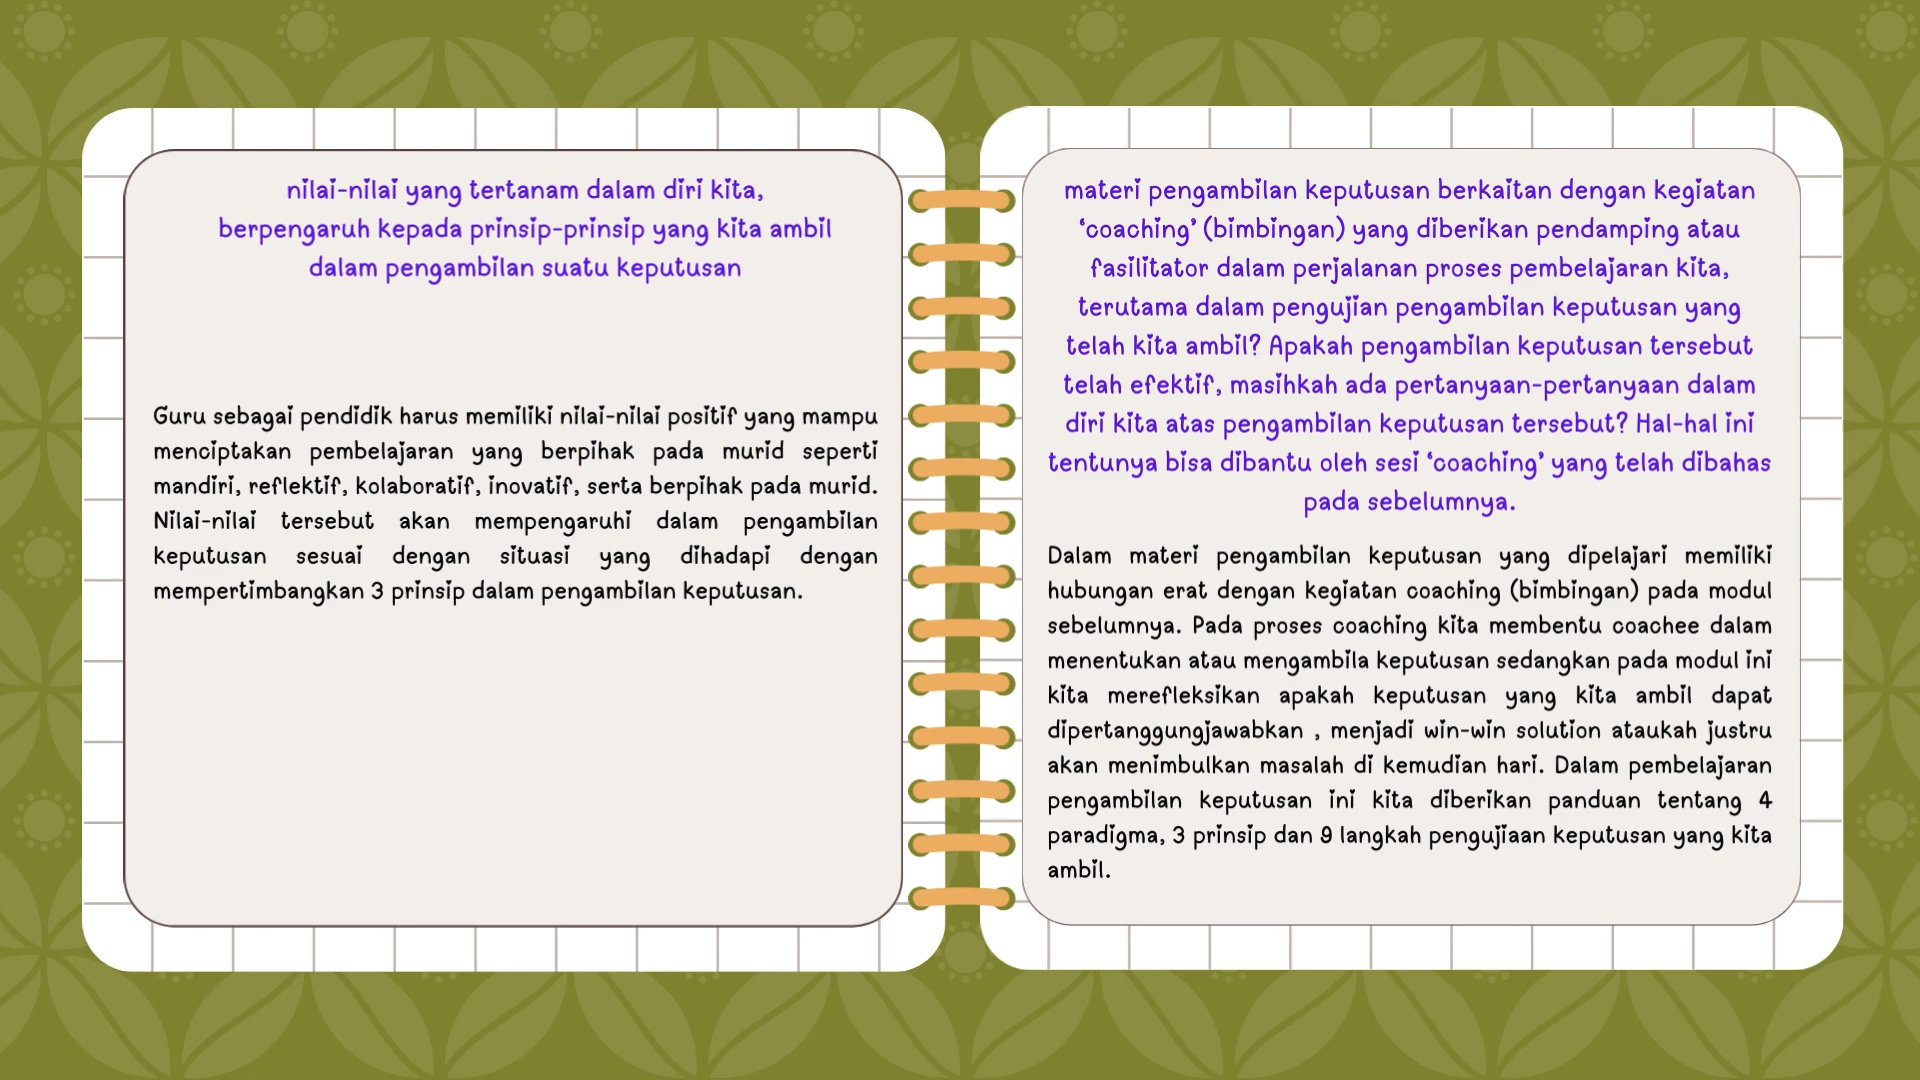 nilai-nilai yang tertanam dalam diri kita,
berpengaruh kepada prinsip-prinsip yang kita ambil
dalam pengambilan suatu keputusan
Guru sebagai pendidik harus memiliki nilai-nilai positif yang mampu
menciptakan pembelajaran yang berpihak pada murid seperti
mandiri, reflektif, kolaboratif, inovatif, serta berpihak pada murid.
Nilai-nilai tersebut akan mempengaruhi dalam pengambilan
keputusan sesuai dengan situasi yang dihadapi dengan
mempertimbangkan 3 prinsip dalam pengambilan keputusan.
materi pengambilan keputusan berkaitan dengan kegiatan
‘coaching’ (bimbingan) yang diberikan pendamping atau
fasilitator dalam perjalanan proses pembelajaran kita,
terutama dalam pengujian pengambilan keputusan yang
telah kita ambil? Apakah pengambilan keputusan tersebut
telah efektif, masihkah ada pertanyaan-pertanyaan dalam
diri kita atas pengambilan keputusan tersebut? Hal-hal ini
tentunya bisa dibantu oleh sesi ‘coaching’ yang telah dibahas
pada sebelumnya.
Dalam materi pengambilan keputusan yang dipelajari memiliki
hubungan erat dengan kegiatan coaching (bimbingan) pada modul
sebelumnya. Pada proses coaching kita membentu coachee dalam
menentukan atau mengambila keputusan sedangkan pada modul ini
kita merefleksikan apakah keputusan yang kita ambil dapat
dipertanggungjawabkan , menjadi win-win solution ataukah justru
akan menimbulkan masalah di kemudian hari. Dalam pembelajaran
pengambilan keputusan ini kita diberikan panduan tentang 4
paradigma, 3 prinsip dan 9 langkah pengujiaan keputusan yang kita
ambil.